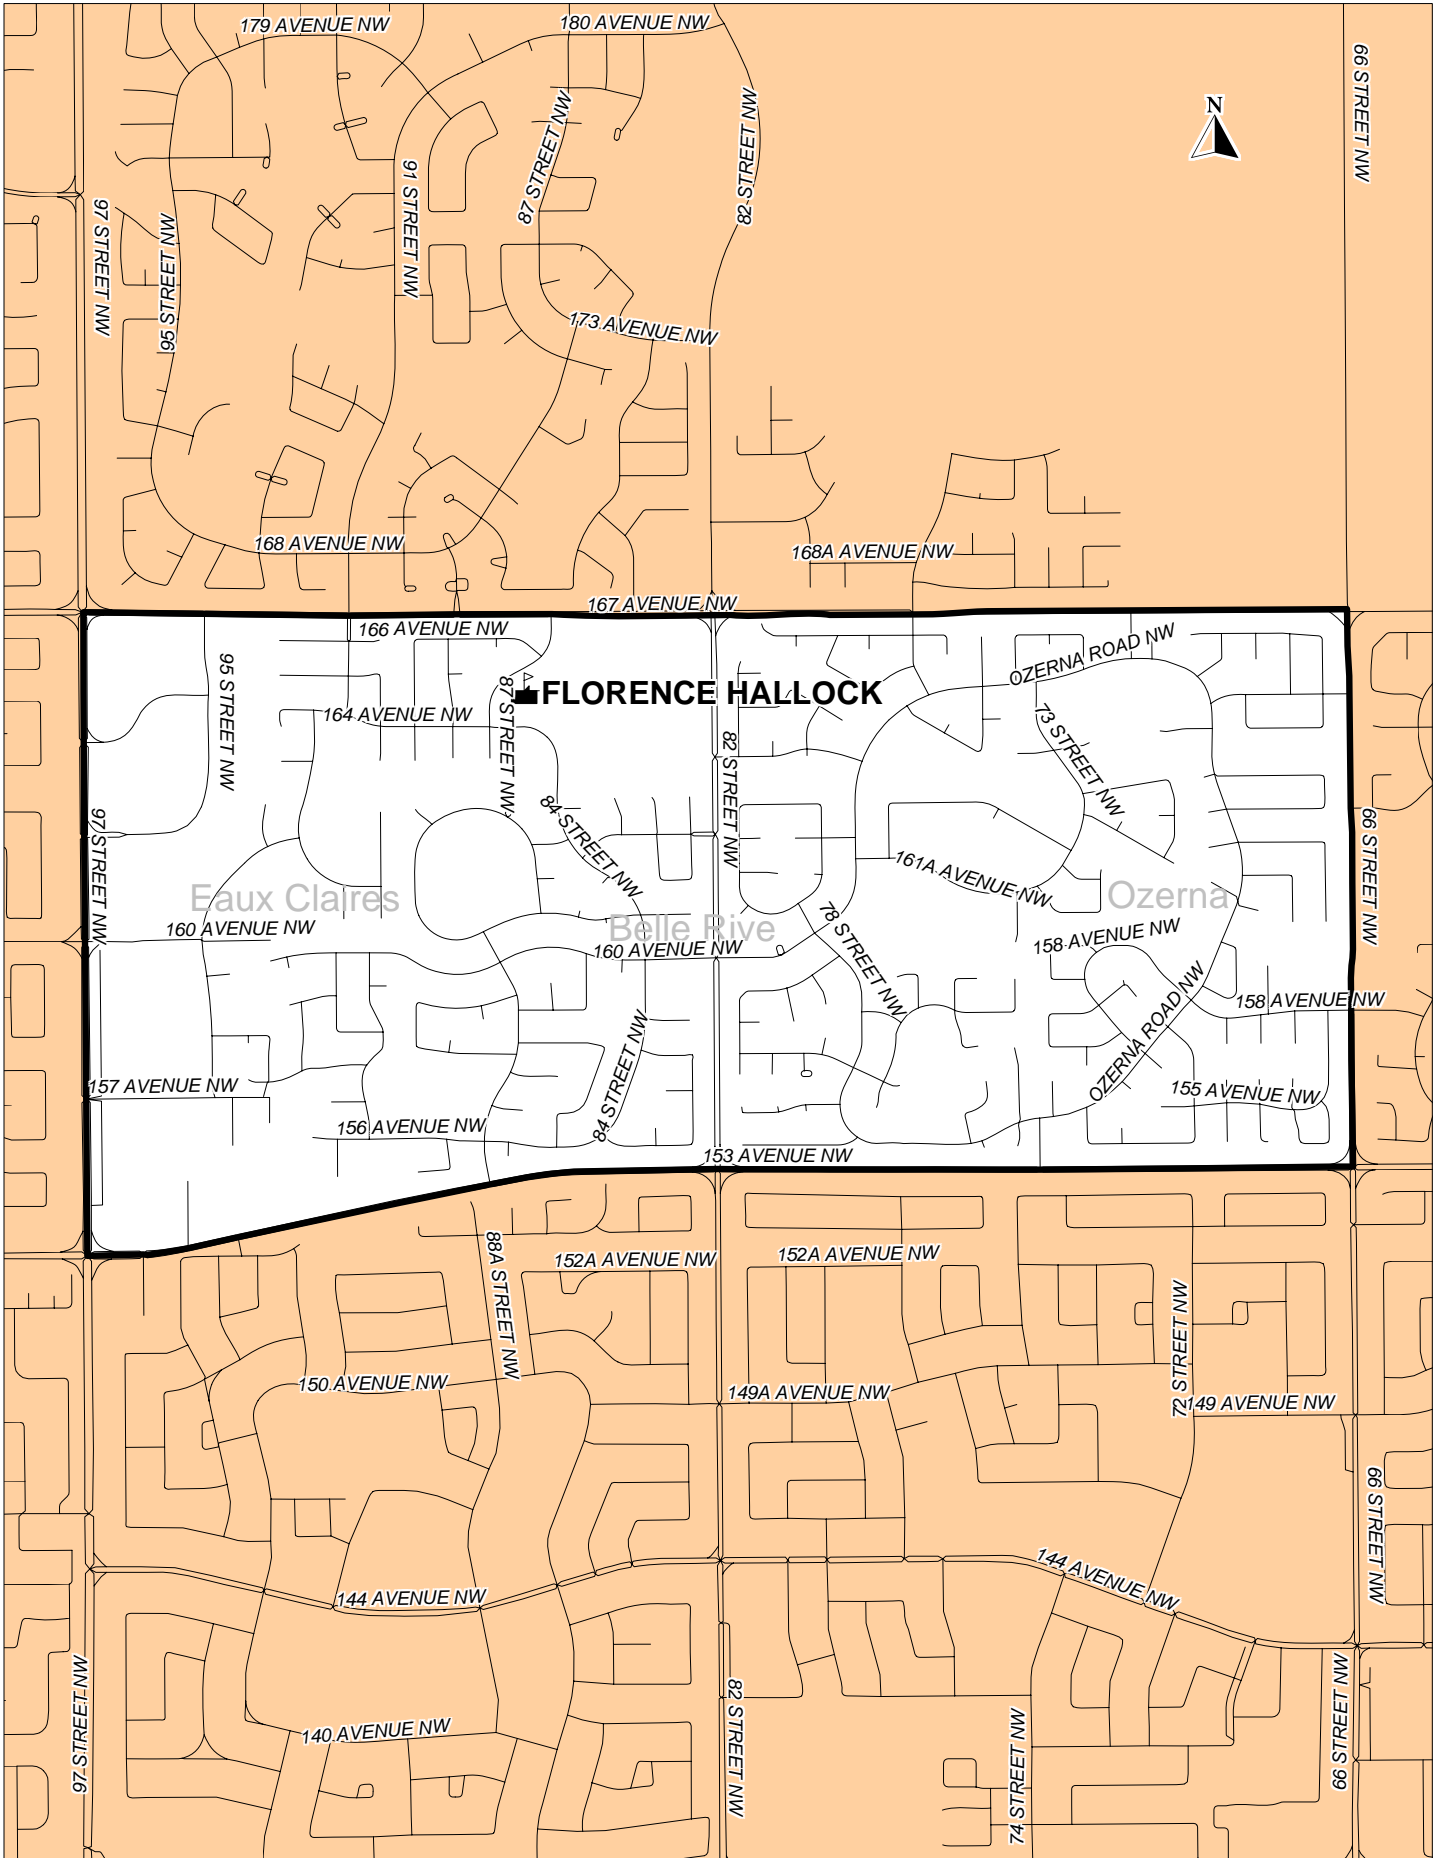 179 AVENUE NW
180 AVENUE NW
66 STREET NW
N
87 STREET NW
82 STREET NW
91 STREET NW
97 STREET NW
95 STREET NW
173 AVENUE NW
168 AVENUE NW
168A AVENUE NW
167 AVENUE NW
166 AVENUE NW
OZERNA ROAD NW
95 STREET NW
87 STREET NW
FLORENCE HALLOCK
164 AVENUE NW
73 STREET NW
82 STREET NW
84 STREET NW
97 STREET NW
66 STREET NW
161A AVENUE NW
Eaux Claires
Ozerna
160 AVENUE NW
Belle Rive
78 STREET NW
158 AVENUE NW
160 AVENUE NW
OZERNA ROAD NW
158 AVENUE NW
84 STREET NW
157 AVENUE NW
155 AVENUE NW
156 AVENUE NW
153 AVENUE NW
88A STREET NW
152A AVENUE NW
152A AVENUE NW
72 STREET NW
150 AVENUE NW
149A AVENUE NW
149 AVENUE NW
66 STREET NW
144 AVENUE NW
144 AVENUE NW
97 STREET NW
82 STREET NW
66 STREET NW
140 AVENUE NW
74 STREET NW